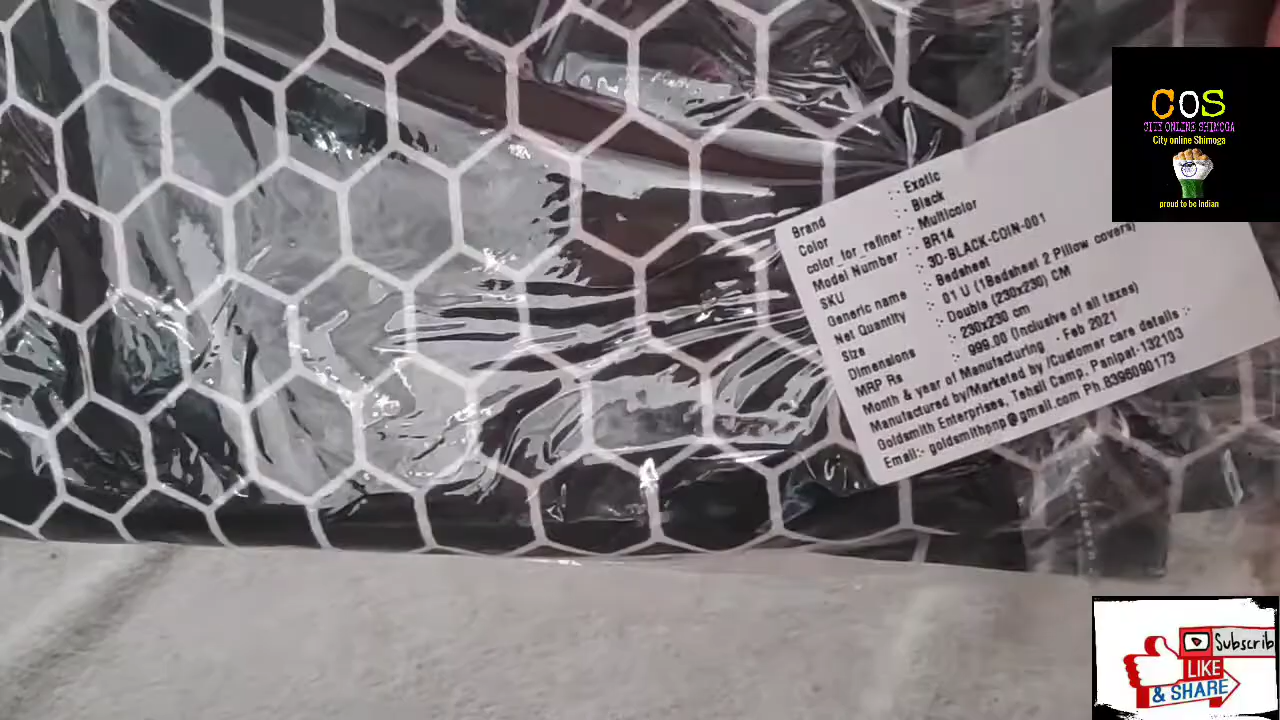 Brand :- Exotic
Color :- Black
color_for_refiner :- Multicolor
Model Number :- BR14
SKU :- 3D-BLACK-COIN-001
Generic name :- Bedsheet
Net Quantity :- 01 U (1Bedsheet 2 Pillow covers)
Size :- Double (230x230) CM
Dimensions :- 230x230 cm
MRP Rs :- 999.00 (Inclusive of all taxes)
Month & year of Manufacturing :- Feb 2021
Manufactured by/Marketed by /Customer care details :-
Goldsmith Enterprises, Tehsil Camp, Panipat-132103
Email:- goldsmithpnp@gmail.com Ph.8396090173
COS
CITY ONLINE SHIMOGA
City online Shimoga
proud to be Indian
Subscrib
LIKE
& SHARE